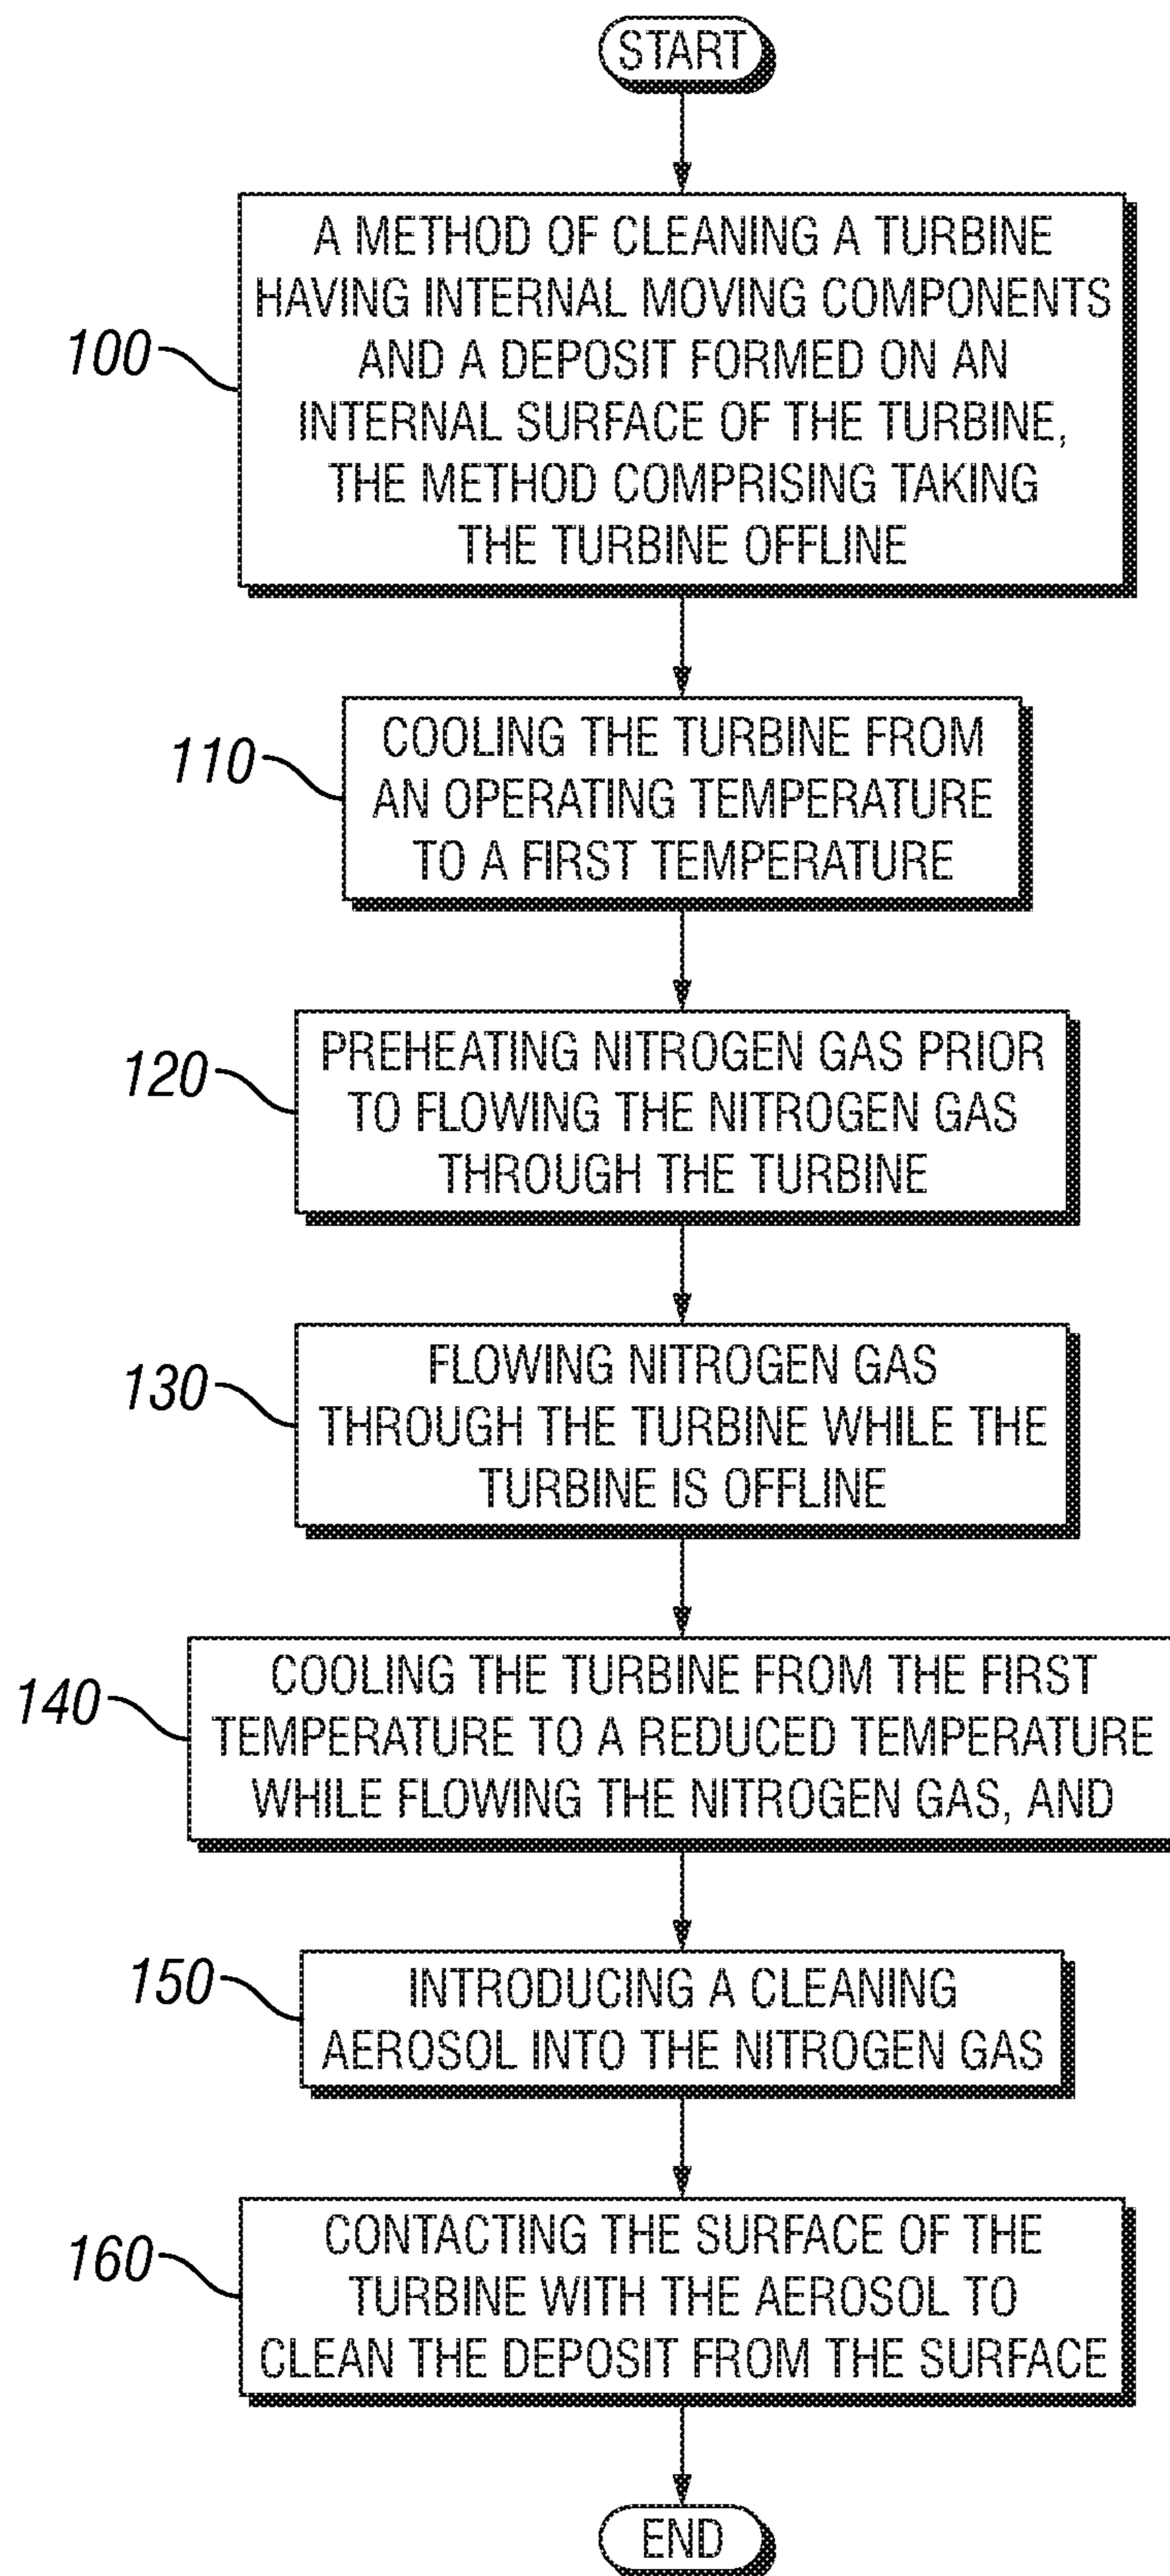 START
A METHOD OF CLEANING A TURBINE
HAVING INTERNAL MOVING COMPONENTS
100
AND A DEPOSIT FORMED ON AN
INTERNAL SURFACE OF THE TURBINE,
THE METHOD COMPRISING TAKING
THE TURBINE OFFLINE
110
COOLING THE TURBINE FROM
AN OPERATING TEMPERATURE
TO A FIRST TEMPERATURE
120
PREHEATING NITROGEN GAS PRIOR
TO FLOWING THE NITROGEN GAS
THROUGH THE TURBINE
130
FLOWING NITROGEN GAS
THROUGH THE TURBINE WHILE THE
TURBINE IS OFFLINE
140
COOLING THE TURBINE FROM THE FIRST
TEMPERATURE TO A REDUCED TEMPERATURE
WHILE FLOWING THE NITROGEN GAS, AND
150
INTRODUCING A CLEANING
AEROSOL INTO THE NITROGEN GAS
160
CONTACTING THE SURFACE OF THE
TURBINE WITH THE AEROSOL TO
CLEAN THE DEPOSIT FROM THE SURFACE
END